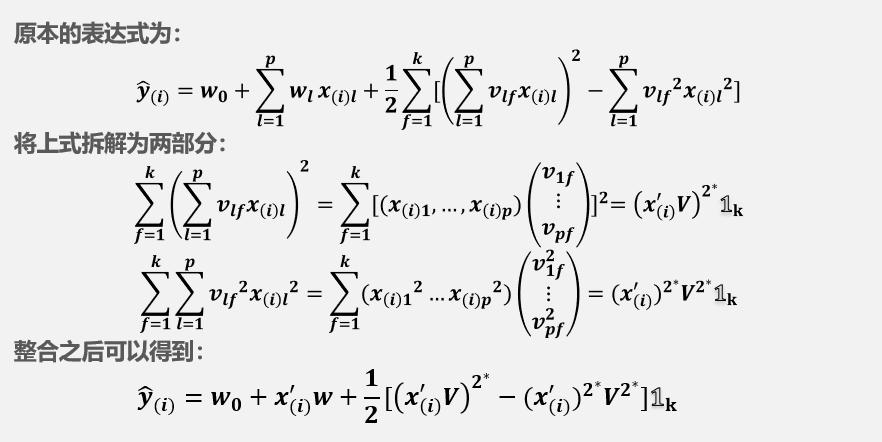 原本的表达式为：
$\hat{y}_{(i)} = w_0 + \sum_{l=1}^{p} w_l x_{(i)l} + \frac{1}{2} \sum_{f=1}^{k} [\left( \sum_{l=1}^{p} v_{lf} x_{(i)l} \right)^2 - \sum_{l=1}^{p} {v_{lf}}^2 {x_{(i)l}}^2]$
将上式拆解为两部分：
$\sum_{f=1}^{k} \left( \sum_{l=1}^{p} v_{lf} x_{(i)l} \right)^2 = \sum_{f=1}^{k} [(x_{(i)1}, \ldots, x_{(i)p}) \begin{pmatrix} v_{1f} \\ \vdots \\ v_{pf} \end{pmatrix}]^2 = \left( x'_{(i)} V \right)^{2^*} \mathbb{1}_k$
$\sum_{f=1}^{k} \sum_{l=1}^{p} {v_{lf}}^2 {x_{(i)l}}^2 = \sum_{f=1}^{k} ({x_{(i)1}}^2 \ldots {x_{(i)p}}^2) \begin{pmatrix} v_{1f}^2 \\ \vdots \\ v_{pf}^2 \end{pmatrix} = (x'_{(i)})^{2^*} V^{2^*} \mathbb{1}_k$
整合之后可以得到：
$\hat{y}_{(i)} = w_0 + x'_{(i)} w + \frac{1}{2} [\left( x'_{(i)} V \right)^{2^*} - (x'_{(i)})^{2^*} V^{2^*}] \mathbb{1}_k$